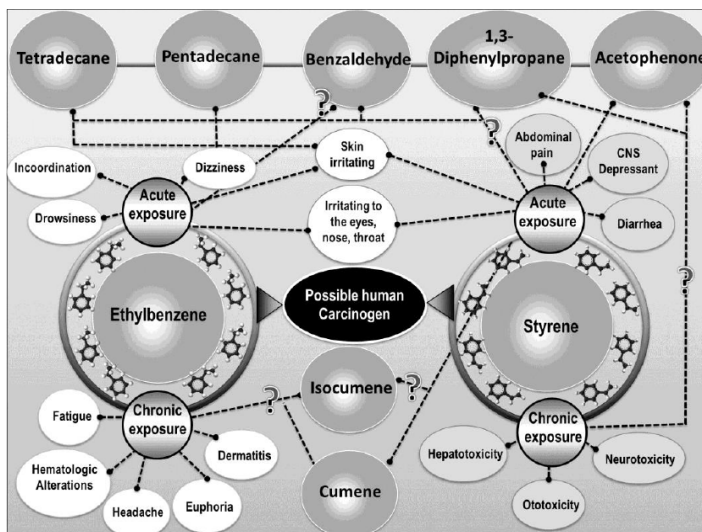 Tetradecane
Pentadecane
Benzaldehyde
1,3-
Diphenylpropane
Acetophenone
?
?
Incoordination
Dizziness
Skin
irritating
Abdominal
pain
CNS
Depressant
Acute
exposure
Acute
exposure
Drowsiness
Irritating to
the eyes,
nose, throat
Diarrhea
?
Ethylbenzene
Possible human
Carcinogen
Styrene
Isocumene
?
?
Fatigue
Chronic
exposure
Chronic
exposure
Dermatitis
Hepatotoxicity
Neurotoxicity
Hematologic
Alterations
Headache
Euphoria
Cumene
Ototoxicity